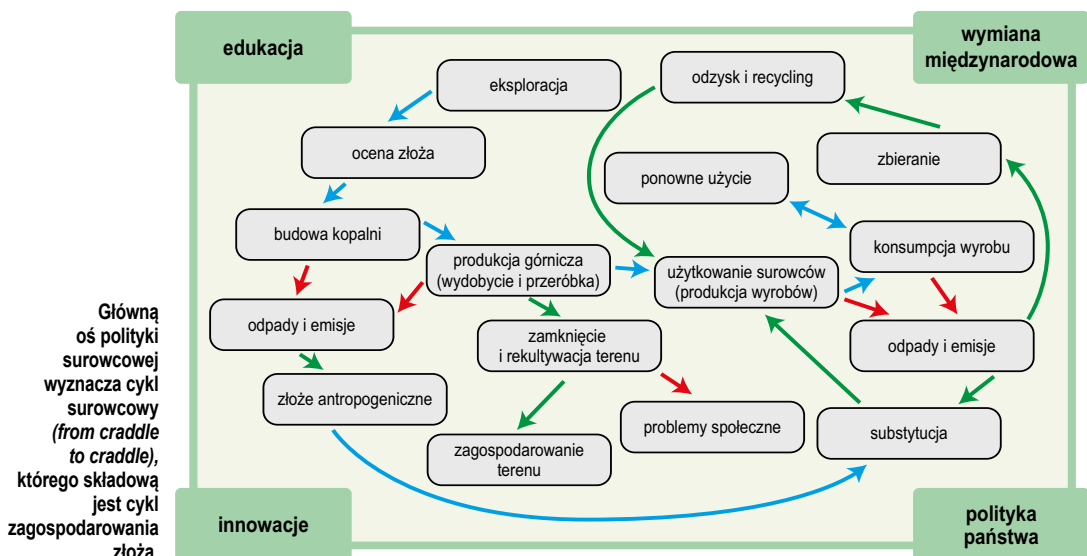 edukacja
wymiana
międzynarodowa
eksploracja
odzysk i recycling
ocena złoża
zbieranie
ponowne użycie
budowa kopalni
konsumpcja wyrobu
produkcja górnicza
(wydobycie i przeróbka)
użytkowanie surowców
(produkcja wyrobów)
odpady i emisje
zamknięcie
i rekultywacja terenu
odpady i emisje
złoże antropogeniczne
problemy społeczne
substytucja
zagospodarowanie
terenu
innowacje
polityka
państwa
Główną
oś polityki
surowcowej
wyznacza cykl
surowcowy
(from craddle
to craddle),
którego składową
jest cykl
zagospodarowania
złoża.